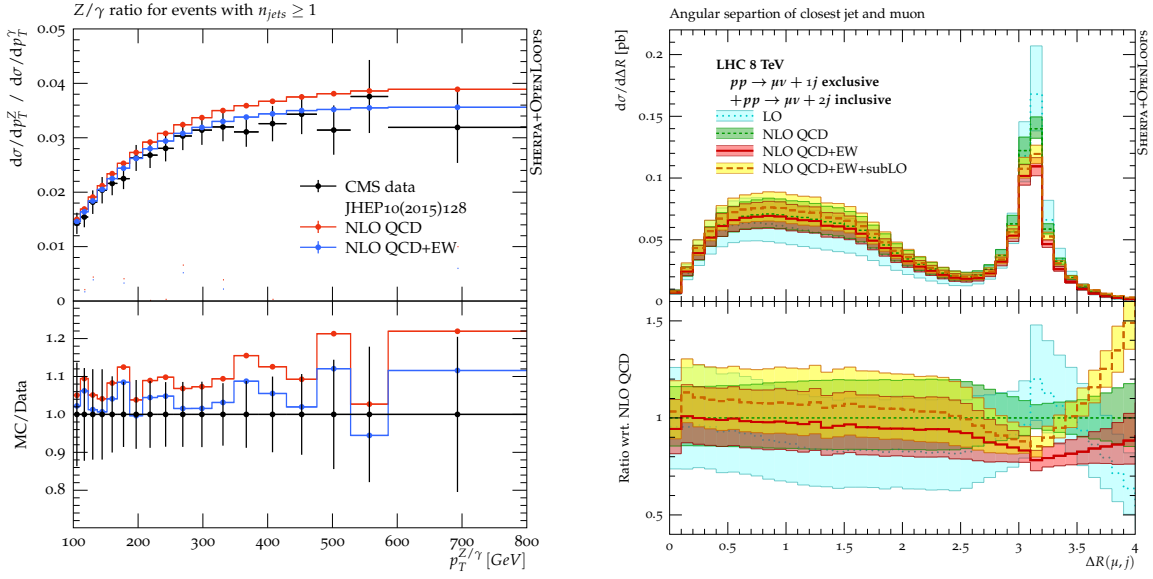 Z/γ ratio for events with n_jets ≥ 1
dσ/dp_T^Z / dσ/dp_T^γ
SHERPA+OPENLOOPS
0.05
0.04
0.03
0.02
0.01
0
CMS data
JHEP10(2015)128
NLO QCD
NLO QCD+EW
MC/Data
1.2
1.1
1.0
0.9
0.8
100 200 300 400 500 600 700 800
p_T^{Z/γ} [GeV]
Angular separtion of closest jet and muon
dσ/dΔR [pb]
SHERPA+OPENLOOPS
0.2
0.15
0.1
0.05
0
LHC 8 TeV
pp → μν + 1j exclusive
+pp → μν + 2j inclusive
LO
NLO QCD
NLO QCD+EW
NLO QCD+EW+subLO
Ratio wrt. NLO QCD
1.5
1
0.5
0 0.5 1 1.5 2 2.5 3 3.5 4
ΔR(μ, j)